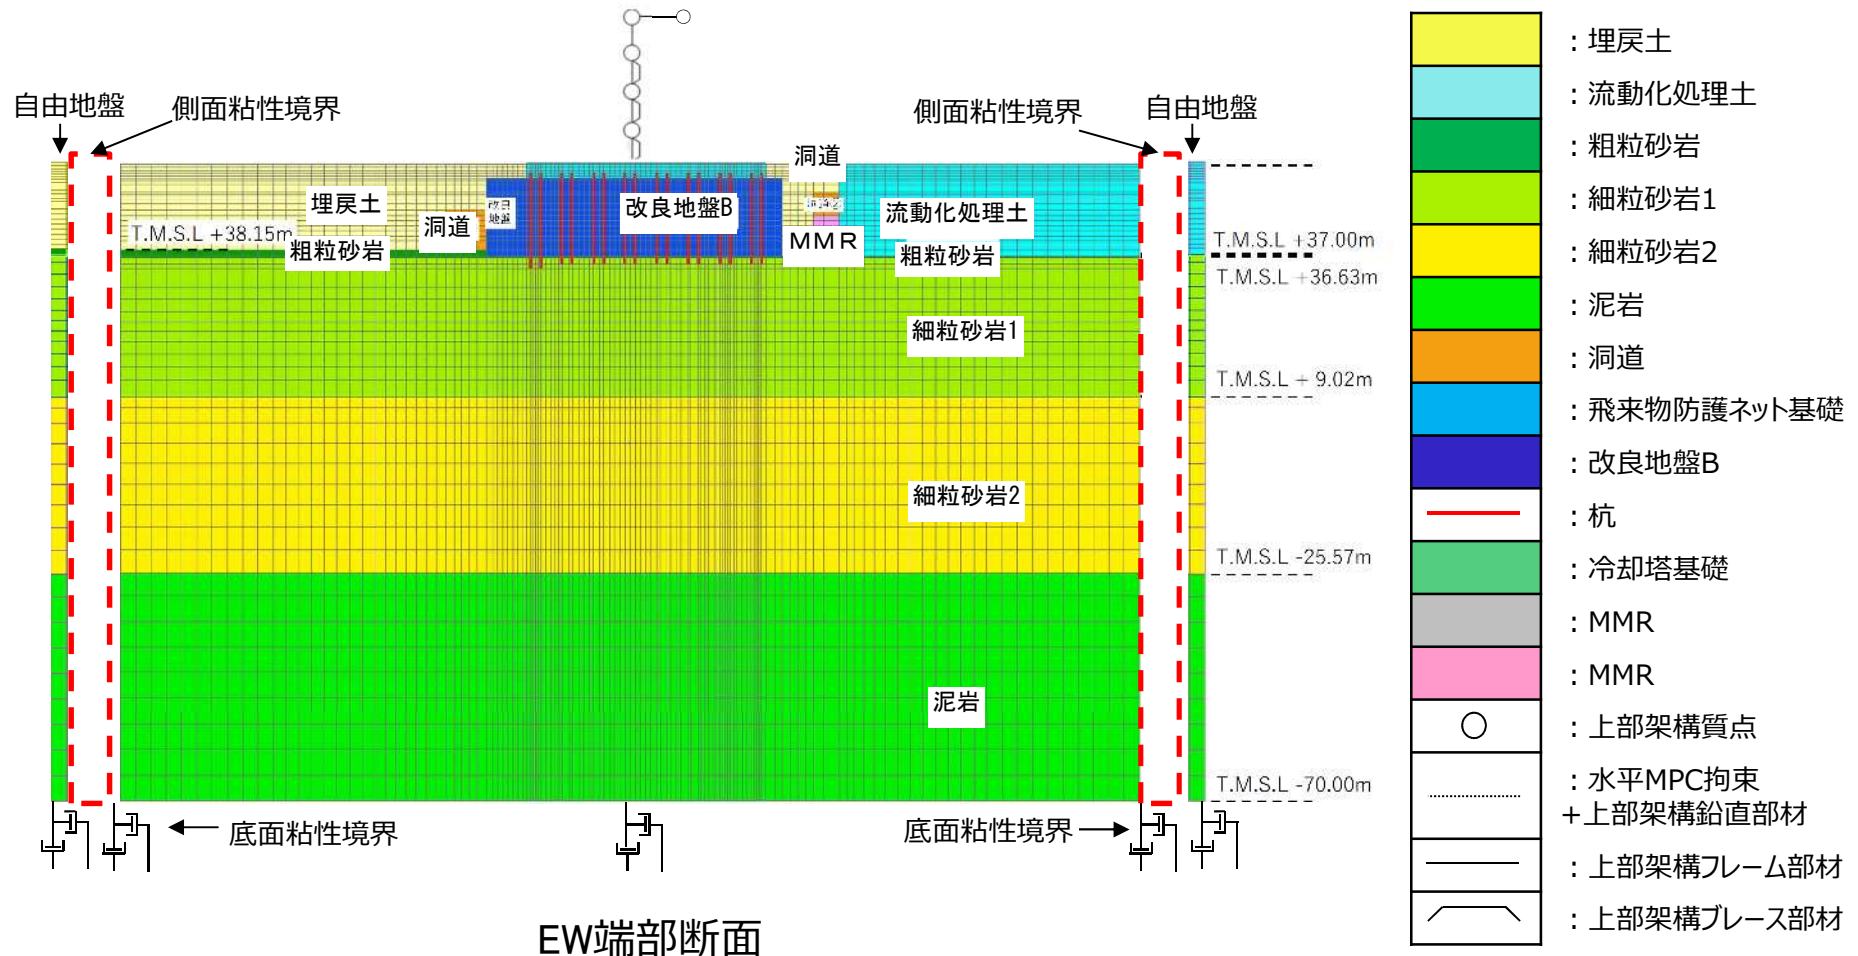 自由地盤
側面粘性境界
側面粘性境界
自由地盤
洞道
埋戻土
改良
地盤
改良地盤B
流動化処理土
洞道
T.M.S.L +38.15m
粗粒砂岩
MMR
粗粒砂岩
T.M.S.L +37.00m
T.M.S.L +36.63m
細粒砂岩1
T.M.S.L + 9.02m
細粒砂岩2
T.M.S.L -25.57m
泥岩
T.M.S.L -70.00m
底面粘性境界
底面粘性境界
EW端部断面
：埋戻土
：流動化処理土
：粗粒砂岩
：細粒砂岩1
：細粒砂岩2
：泥岩
：洞道
：飛来物防護ネット基礎
：改良地盤B
：杭
：冷却塔基礎
：MMR
：MMR
：上部架構質点
：水平MPC拘束
+上部架構鉛直部材
：上部架構フレーム部材
：上部架構ブレース部材